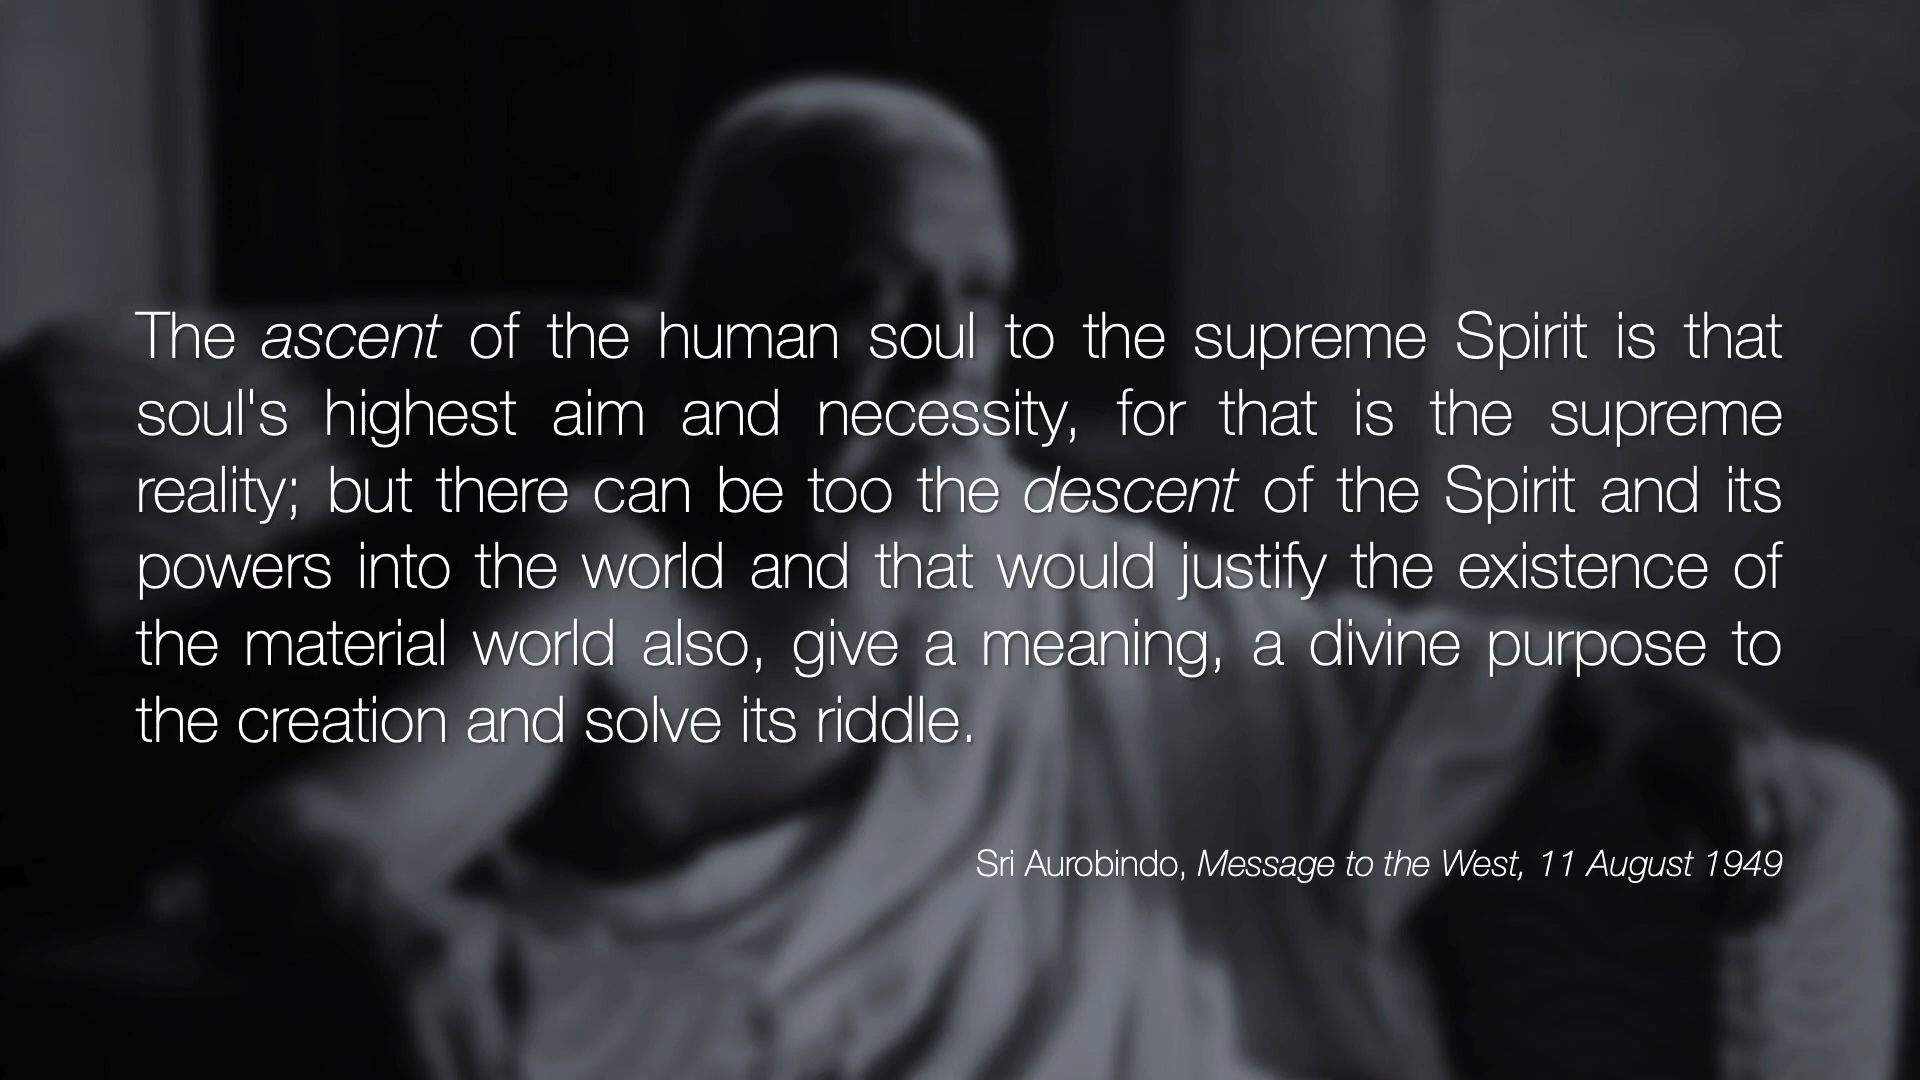 The ascent of the human soul to the supreme Spirit is that
soul's highest aim and necessity, for that is the supreme
reality; but there can be too the descent of the Spirit and its
powers into the world and that would justify the existence of
the material world also, give a meaning, a divine purpose to
the creation and solve its riddle.
Sri Aurobindo, Message to the West, 11 August 1949